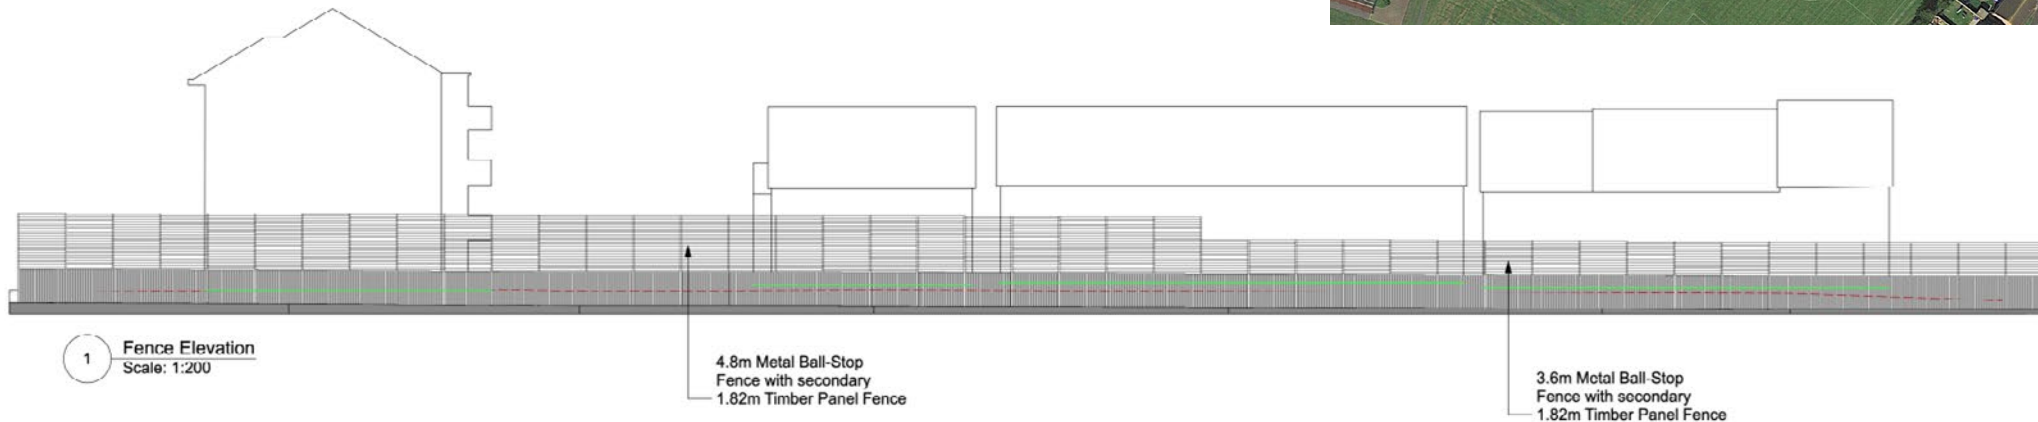 1
Fence Elevation
Scale: 1:200
4.8m Metal Ball-Stop
Fence with secondary
1.82m Timber Panel Fence
3.6m Metal Ball-Stop
Fence with secondary
1.82m Timber Panel Fence